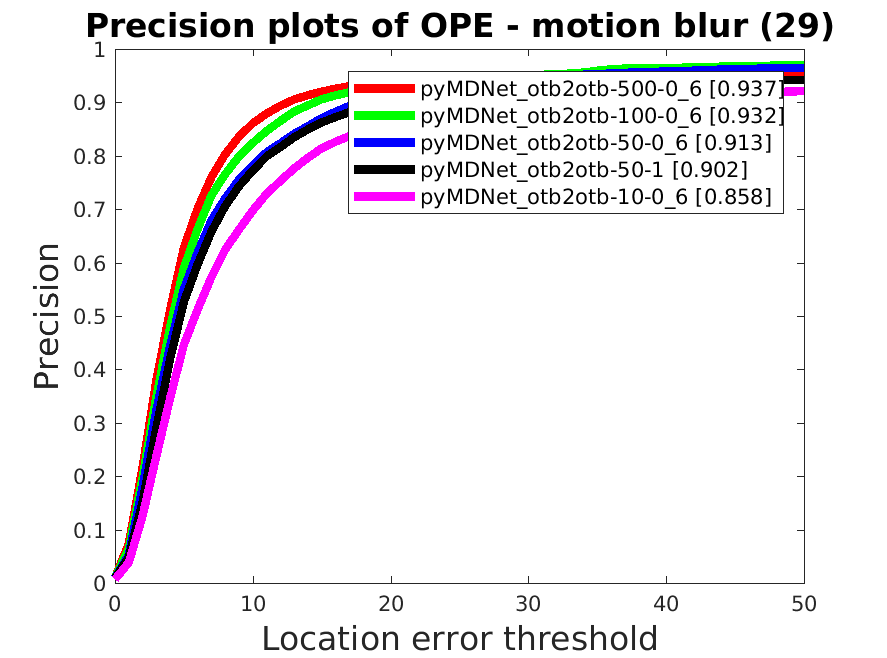 Precision plots of OPE - motion blur (29)
1
0.9
0.8
0.7
0.6
0.5
0.4
0.3
0.2
0.1
0
Precision
pyMDNet_otb2otb-500-0_6 [0.937]
pyMDNet_otb2otb-100-0_6 [0.932]
pyMDNet_otb2otb-50-0_6 [0.913]
pyMDNet_otb2otb-50-1 [0.902]
pyMDNet_otb2otb-10-0_6 [0.858]
0 10 20 30 40 50
Location error threshold